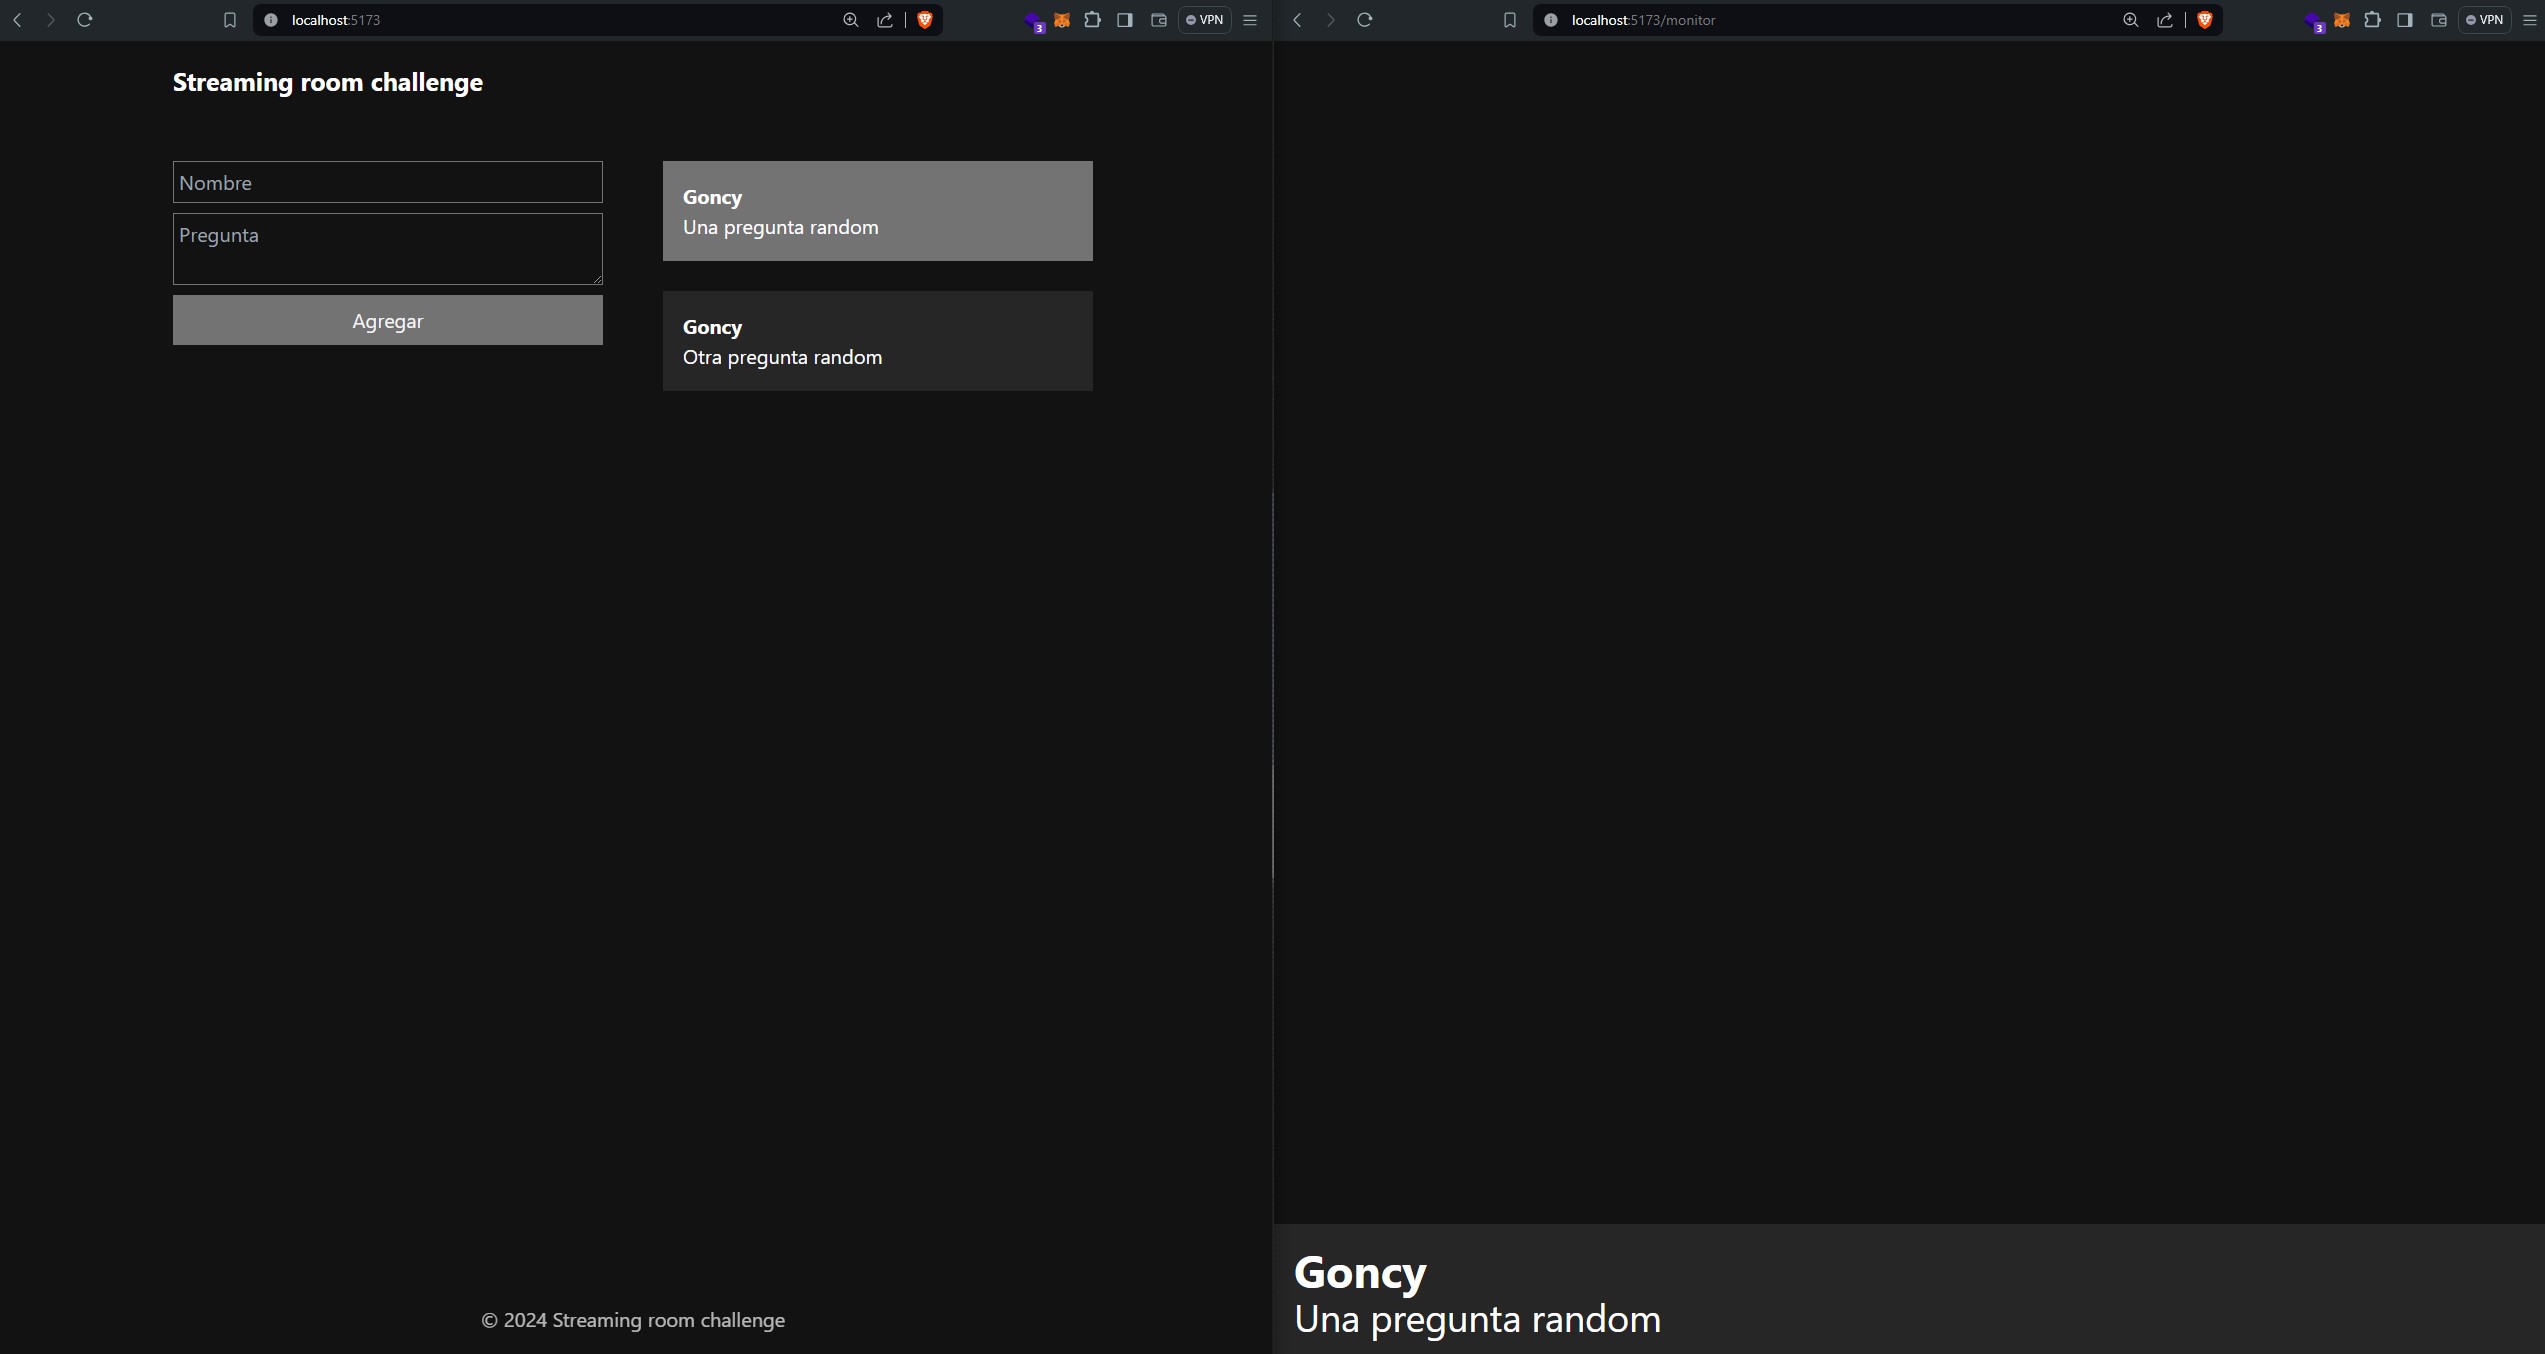 localhost:5173
3
VPN
Streaming room challenge
Nombre
Pregunta
Agregar
Goncy
Una pregunta random
Goncy
Otra pregunta random
© 2024 Streaming room challenge
localhost:5173/monitor
3
VPN
Goncy
Una pregunta random